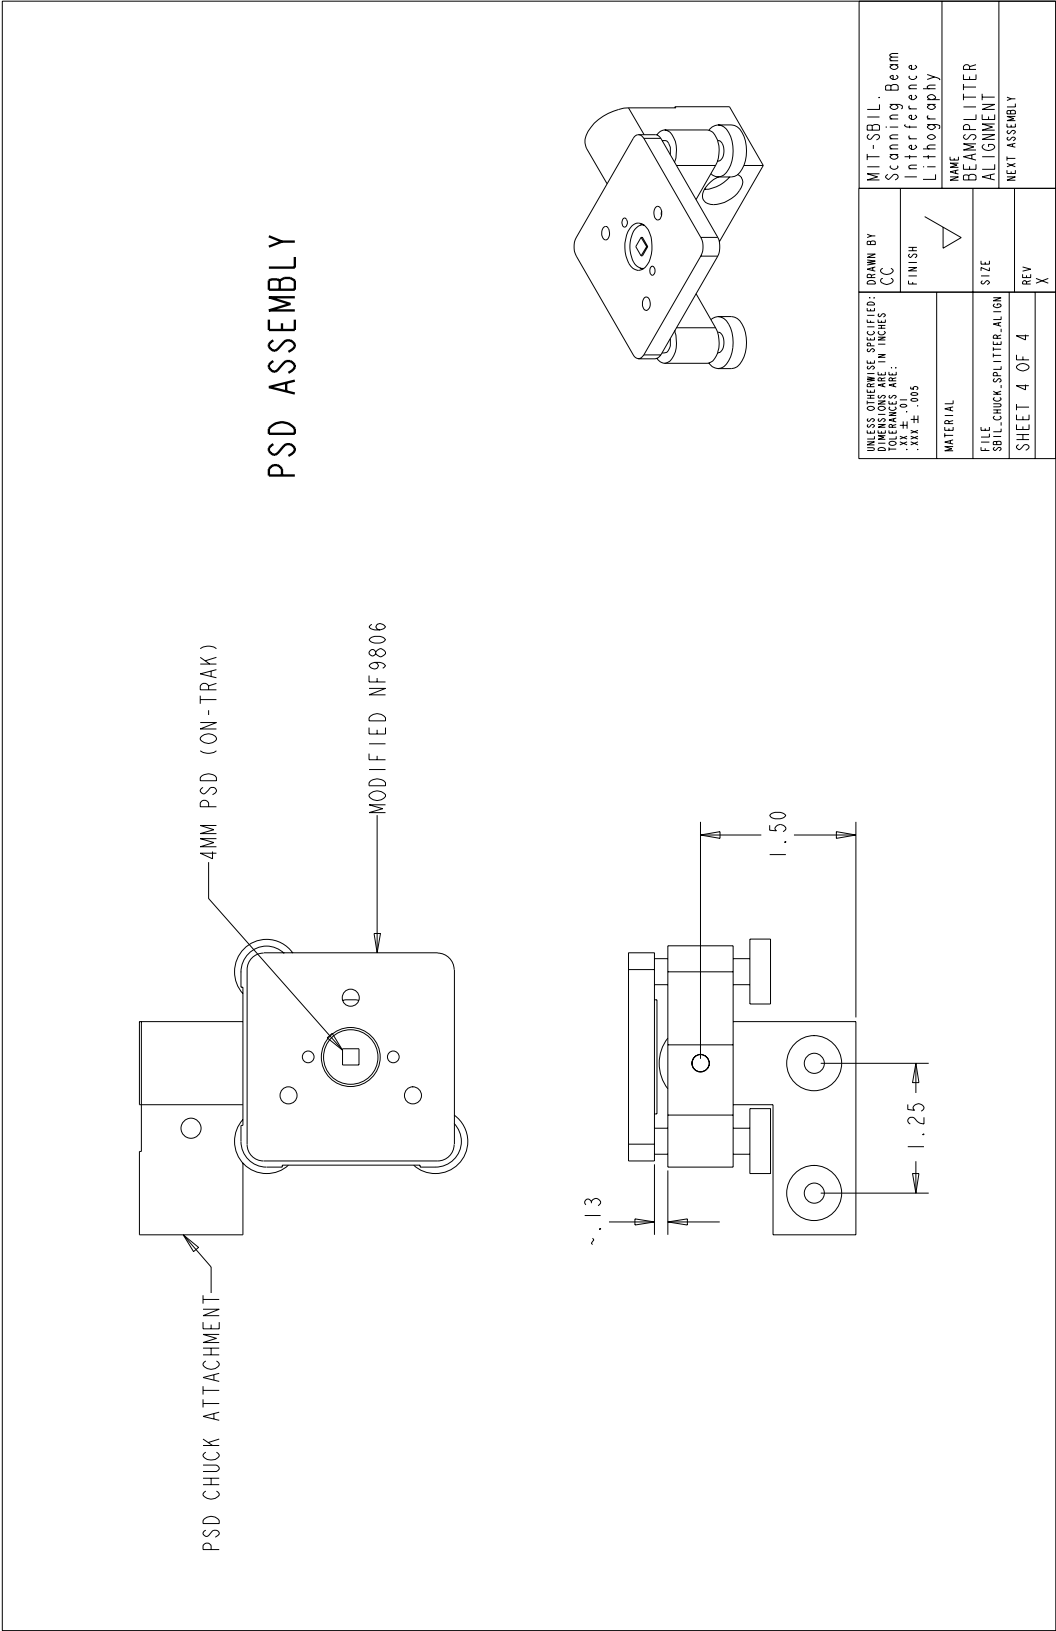 PSD ASSEMBLY
4MM PSD (ON-TRAK)
MODIFIED NF9806
PSD CHUCK ATTACHMENT
~.13
1.50
1.25
UNLESS OTHERWISE SPECIFIED:
DIMENSIONS ARE IN INCHES
TOLERANCES ARE:
.XX ± .01
.XXX ± .005
MATERIAL
FILE
SBIL_CHUCK_SPLITTER_ALIGN
SHEET 4 OF 4
DRAWN BY
CC
FINISH
SIZE
REV
X
MIT-SBIL.
Scanning Beam
Interference
Lithography
NAME
BEAMSPLITTER
ALIGNMENT
NEXT ASSEMBLY